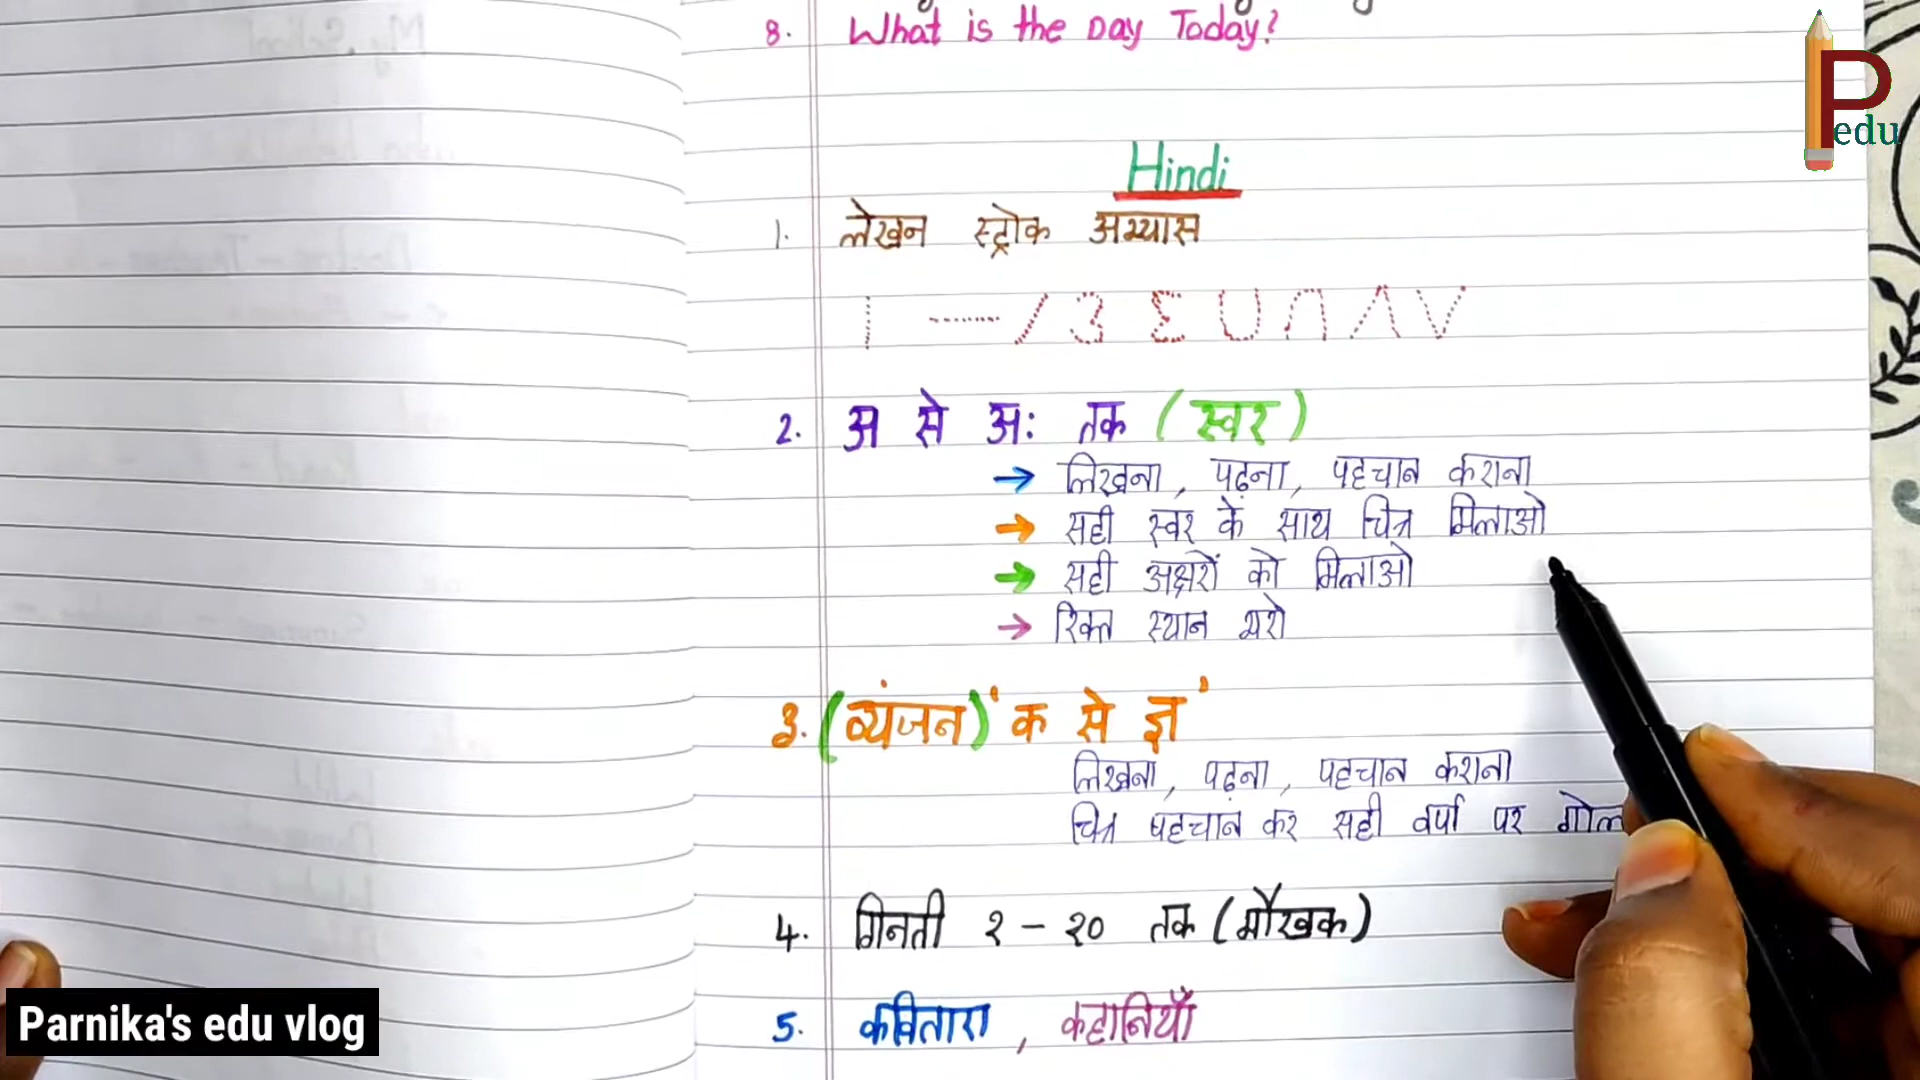 8. What is the Day Today?
P
edu
Hindi
1. लेखन स्ट्रोक अभ्यास
2. अ से अः तक (स्वर)
→ लिखना, पढ़ना, पहचान कराना
→ सही स्वर के साथ चित्र मिलाओ
→ सही अक्षरों को मिलाओ
→ रिक्त स्थान भरो
3. (व्यंजन) 'क से ज्ञ'
लिखना, पढ़ना, पहचान कराना
चित्र पहचान कर सही वर्ण पर गोल
4. गिनती १ - १० तक (मौखक)
5. कवितारा, कहानियाँ
Parnika's edu vlog